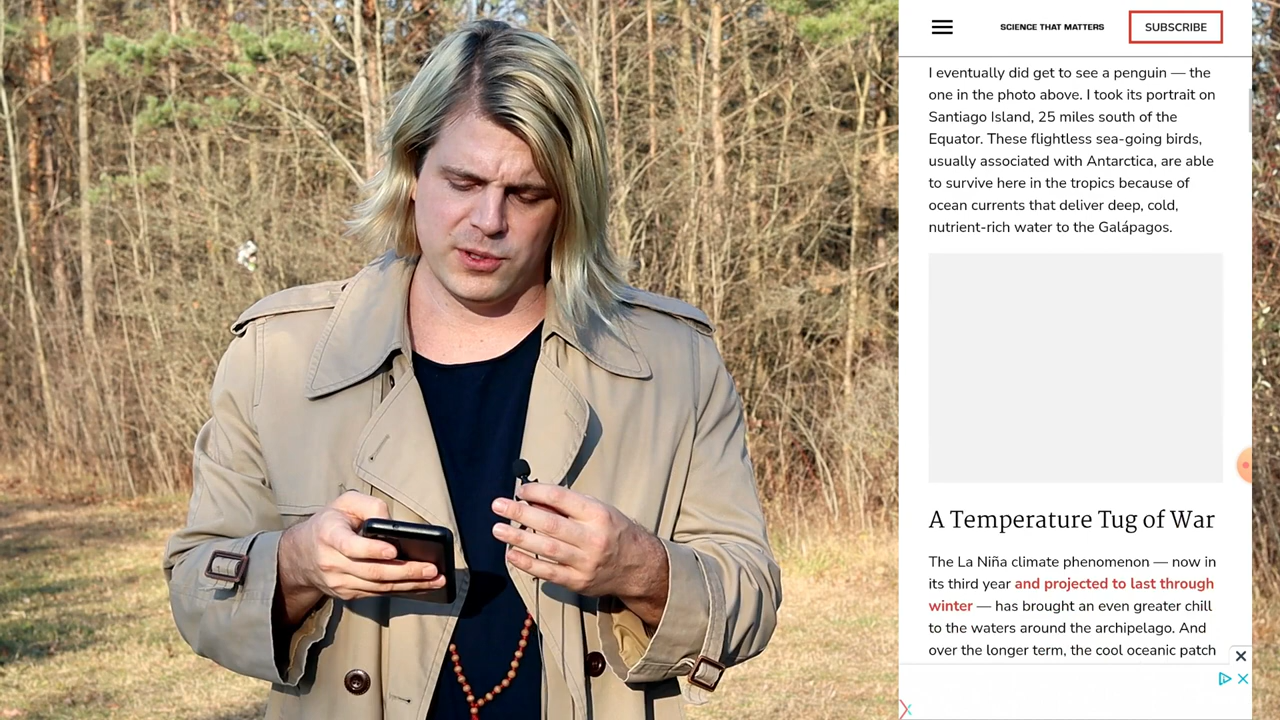 SCIENCE THAT MATTERS
SUBSCRIBE
I eventually did get to see a penguin — the
one in the photo above. I took its portrait on
Santiago Island, 25 miles south of the
Equator. These flightless sea-going birds,
usually associated with Antarctica, are able
to survive here in the tropics because of
ocean currents that deliver deep, cold,
nutrient-rich water to the Galápagos.
A Temperature Tug of War
The La Niña climate phenomenon — now in
its third year and projected to last through
winter — has brought an even greater chill
to the waters around the archipelago. And
over the longer term, the cool oceanic patch